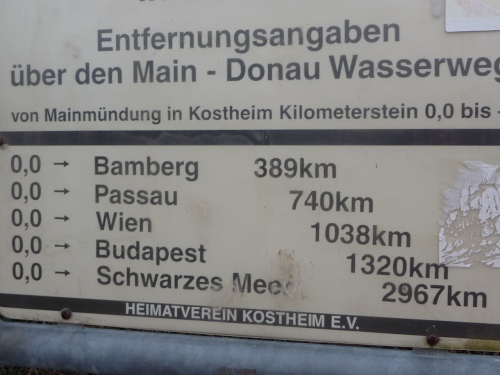 Entfernungsangaben
über den Main - Donau Wasserweg
von Mainmündung in Kostheim Kilometerstein 0,0 bis -
0,0 → Bamberg 389km
0,0 → Passau 740km
0,0 → Wien 1038km
0,0 → Budapest 1320km
0,0 → Schwarzes Meer 2967km
HEIMATVEREIN KOSTHEIM E.V.